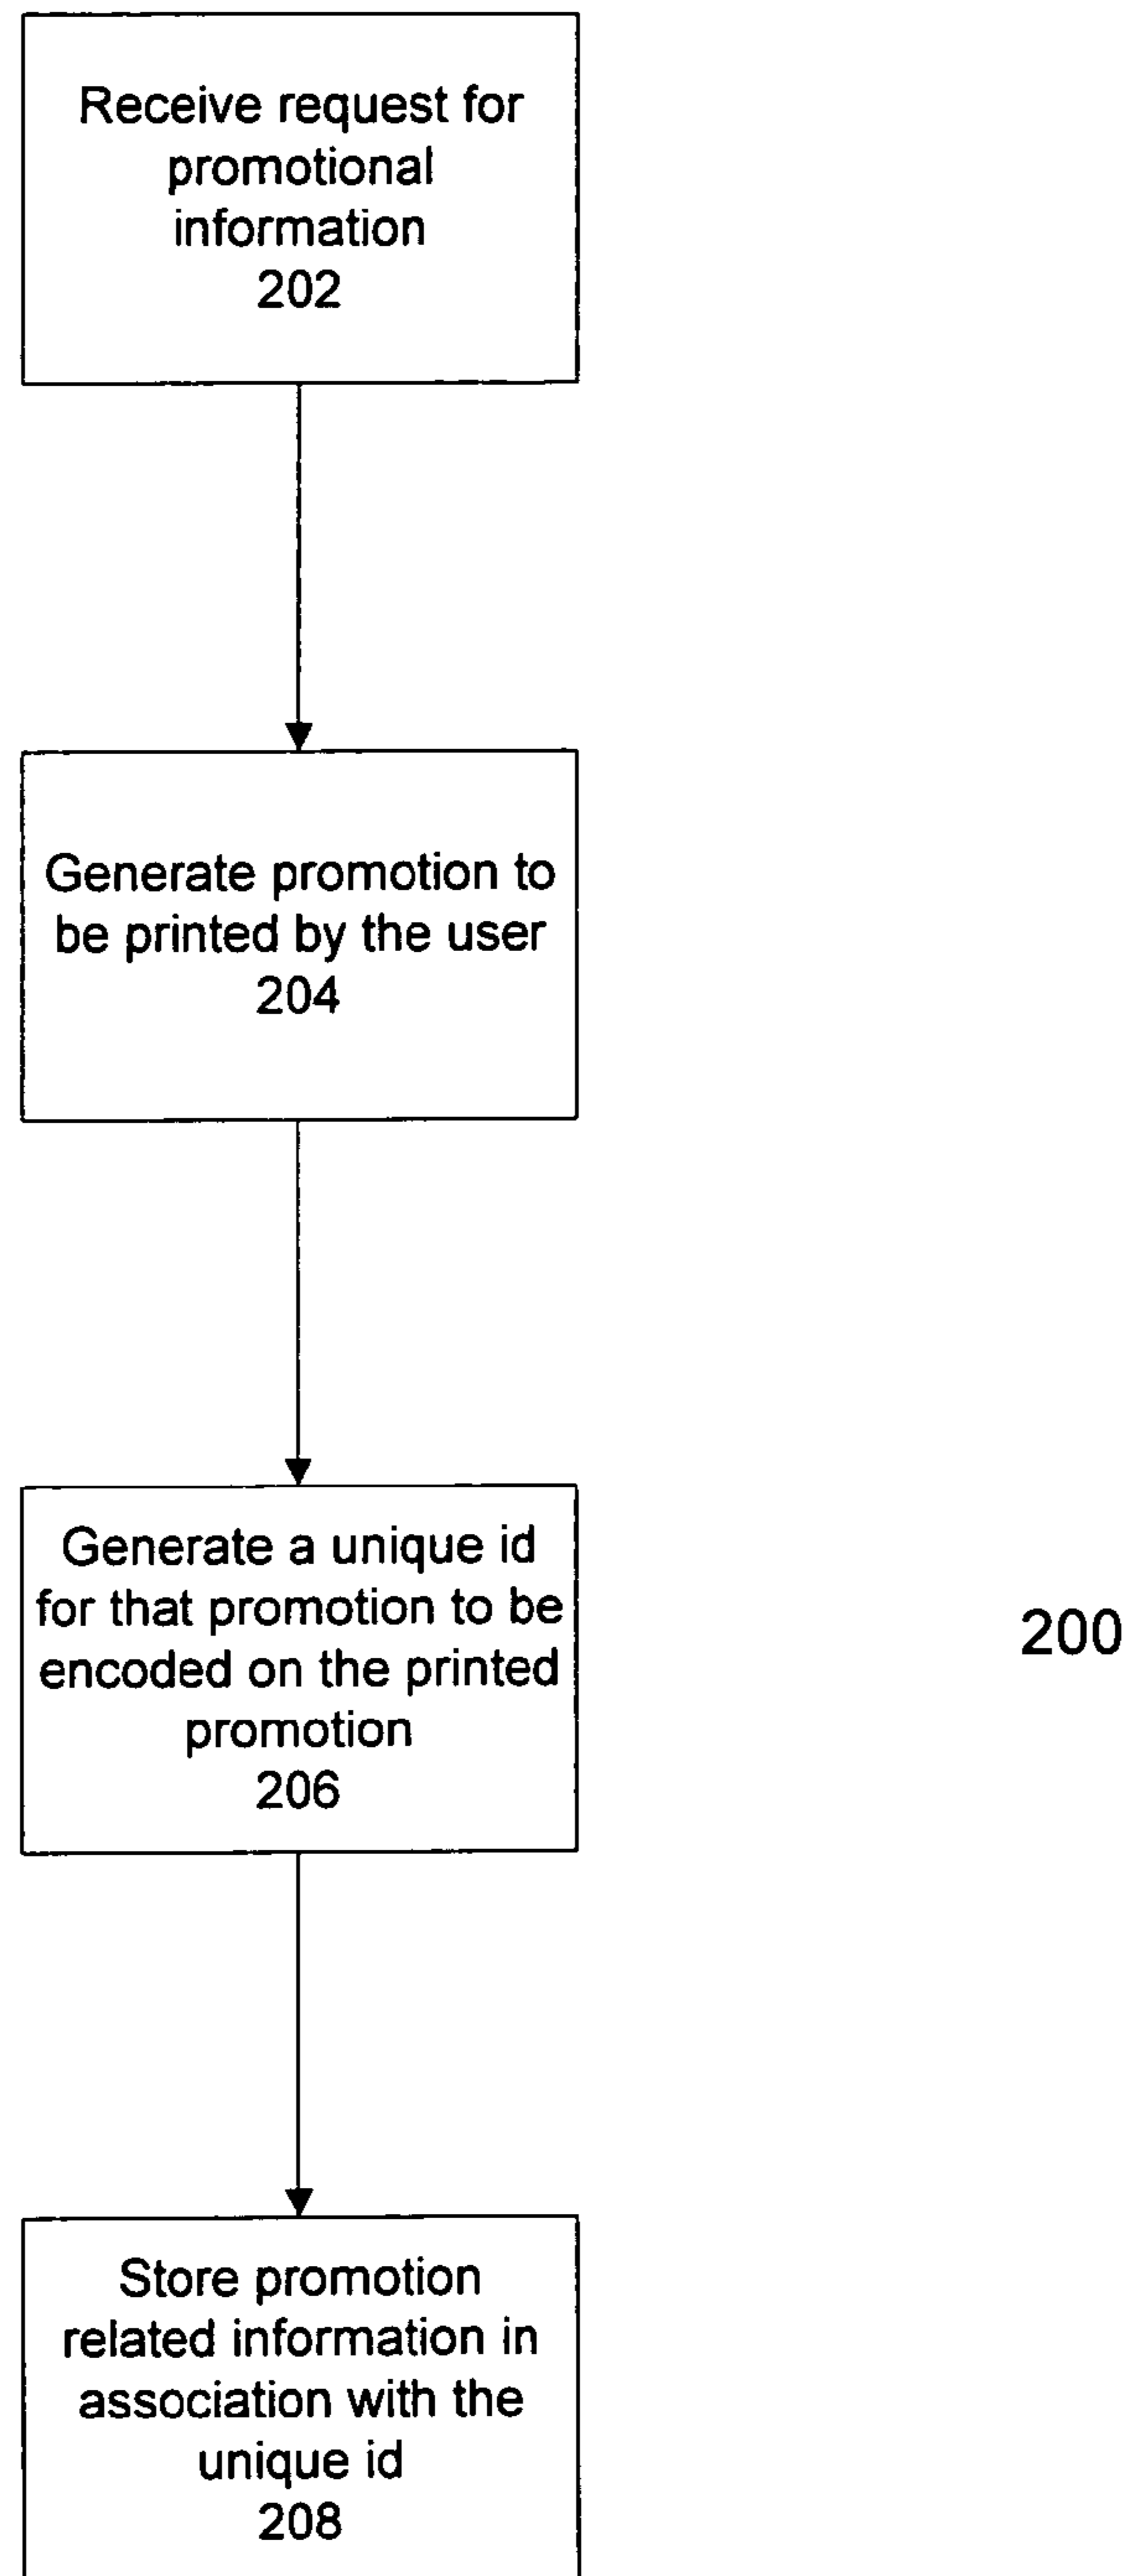 Receive request for
promotional
information
202
Generate promotion to
be printed by the user
204
Generate a unique id
for that promotion to be
encoded on the printed
promotion
206
200
Store promotion
related information in
association with the
unique id
208